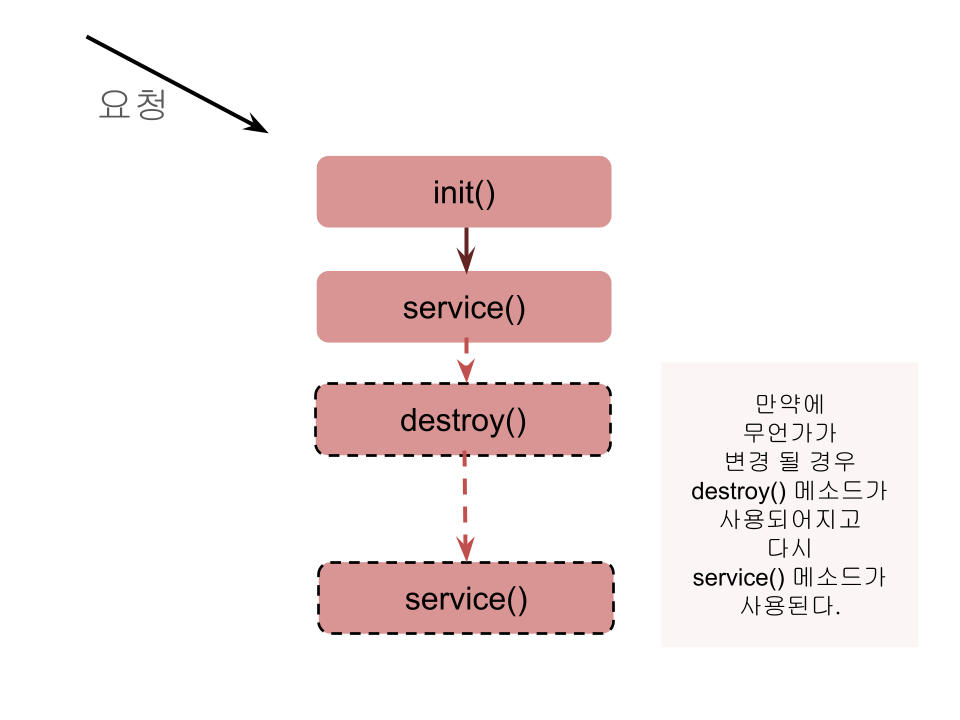 요청
init()
service()
destroy()
service()
만약에
무언가가
변경 될 경우
destroy() 메소드가
사용되어지고
다시
service() 메소드가
사용된다.